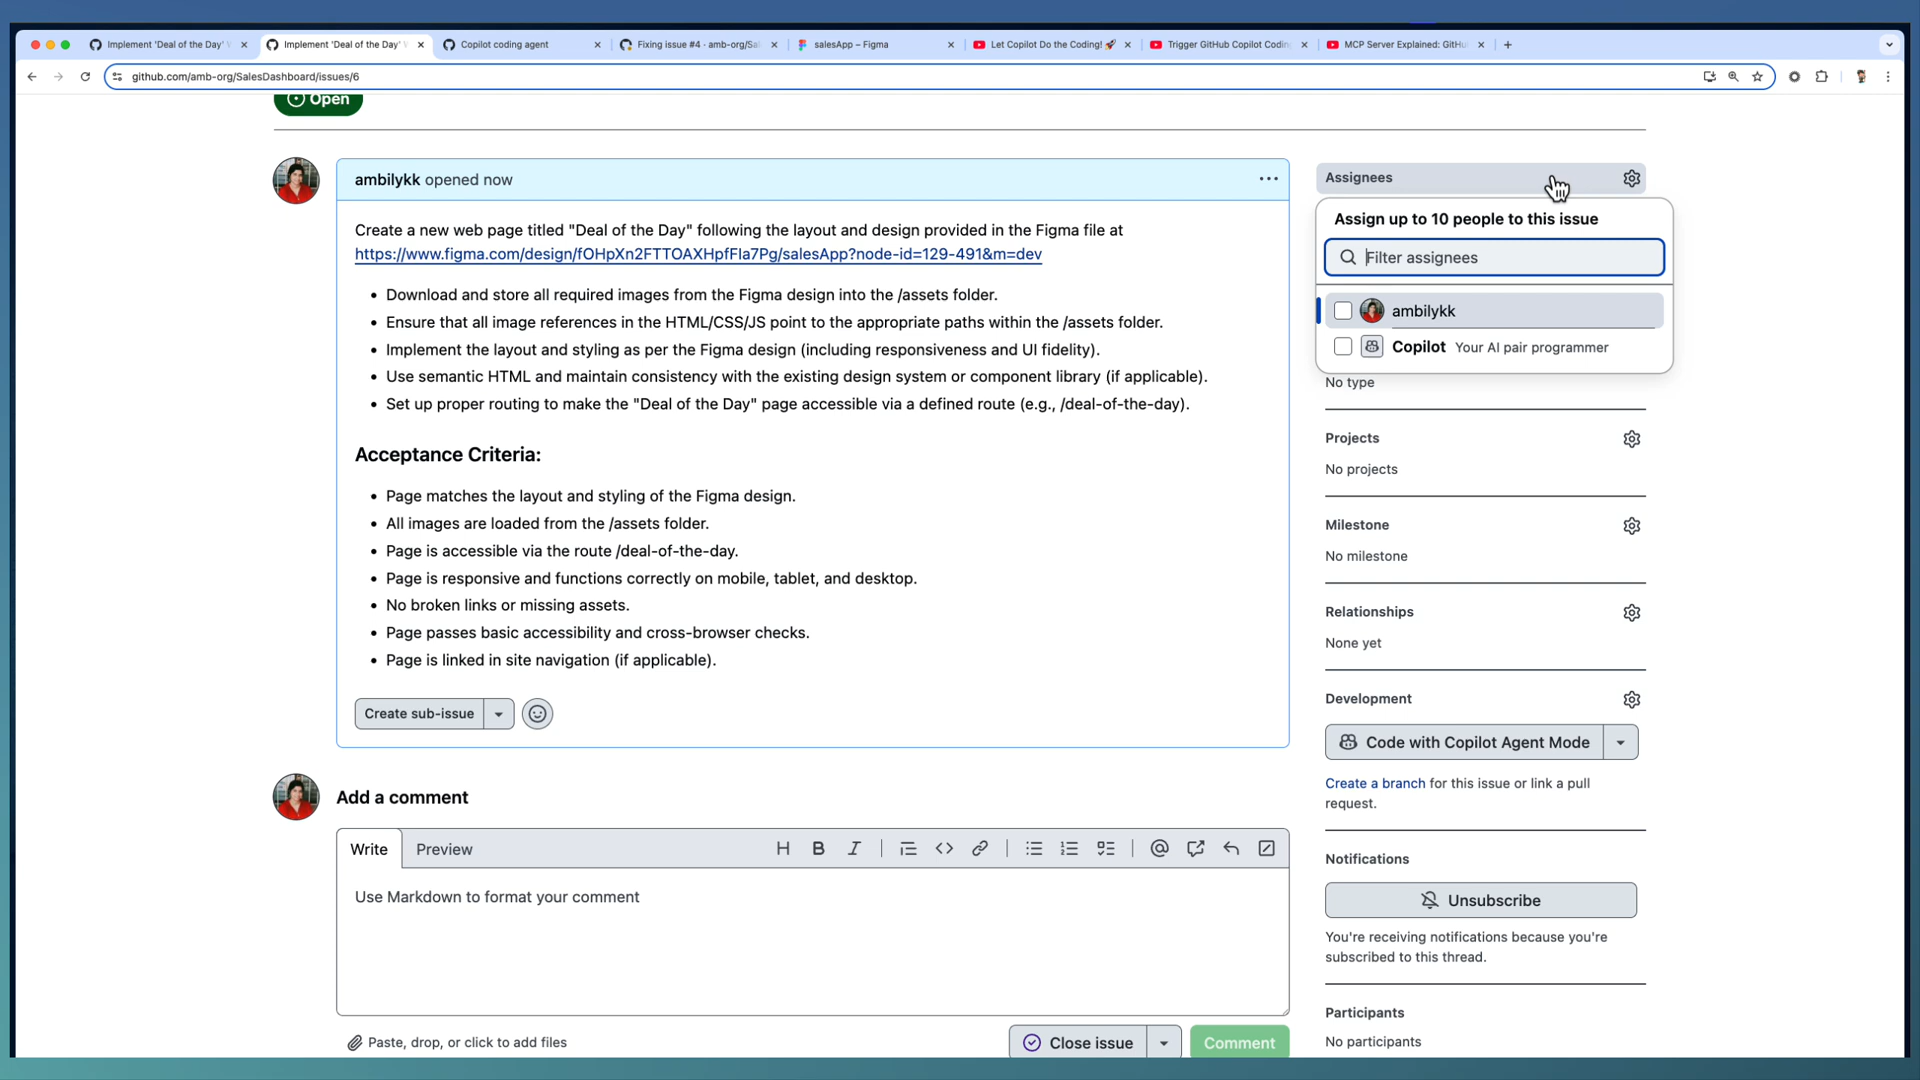 Implement 'Deal of the Day'
Implement 'Deal of the Day'
Copilot coding agent
Fixing issue #4 · amb-org/Sal
salesApp – Figma
Let Copilot Do the Coding! 🚀
Trigger GitHub Copilot Codin
MCP Server Explained: GitHu
github.com/amb-org/SalesDashboard/issues/6
Open
ambilykk opened now
Create a new web page titled "Deal of the Day" following the layout and design provided in the Figma file at
https://www.figma.com/design/fOHpXn2FTTOAXHpfFIa7Pg/salesApp?node-id=129-491&m=dev
• Download and store all required images from the Figma design into the /assets folder.
• Ensure that all image references in the HTML/CSS/JS point to the appropriate paths within the /assets folder.
• Implement the layout and styling as per the Figma design (including responsiveness and UI fidelity).
• Use semantic HTML and maintain consistency with the existing design system or component library (if applicable).
• Set up proper routing to make the "Deal of the Day" page accessible via a defined route (e.g., /deal-of-the-day).
Acceptance Criteria:
• Page matches the layout and styling of the Figma design.
• All images are loaded from the /assets folder.
• Page is accessible via the route /deal-of-the-day.
• Page is responsive and functions correctly on mobile, tablet, and desktop.
• No broken links or missing assets.
• Page passes basic accessibility and cross-browser checks.
• Page is linked in site navigation (if applicable).
Create sub-issue
Add a comment
Write Preview
Use Markdown to format your comment
Paste, drop, or click to add files
Close issue
Comment
Assignees
Assign up to 10 people to this issue
Filter assignees
ambilykk
Copilot Your AI pair programmer
No type
Projects
No projects
Milestone
No milestone
Relationships
None yet
Development
Code with Copilot Agent Mode
Create a branch for this issue or link a pull
request.
Notifications
Unsubscribe
You're receiving notifications because you're
subscribed to this thread.
Participants
No participants